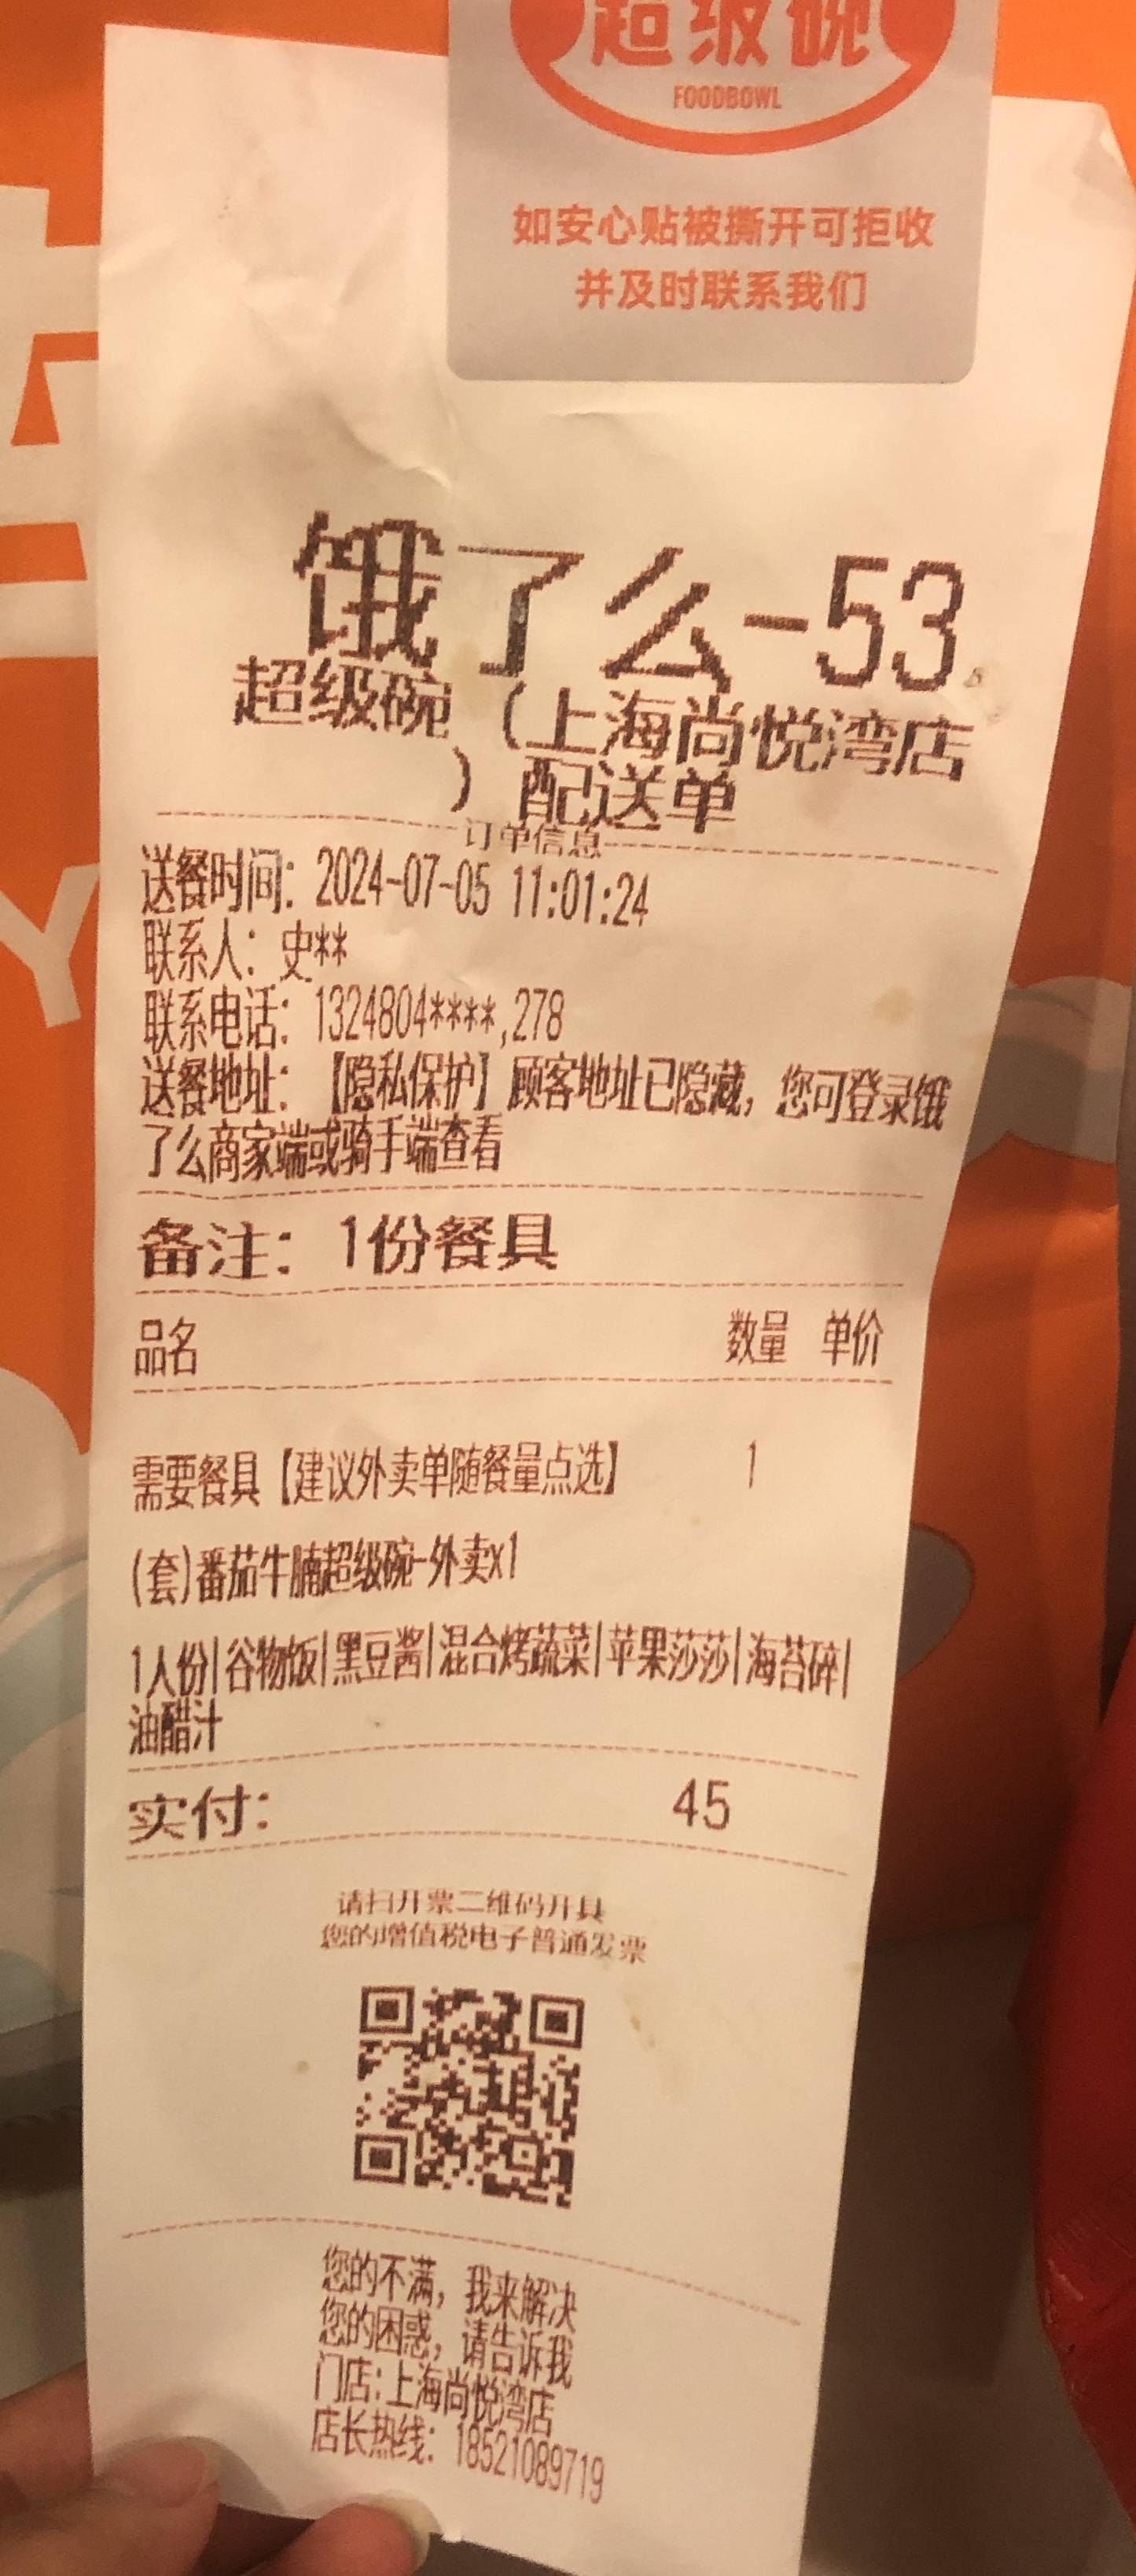 超级碗
FOODBOWL
如安心贴被撕开可拒收
并及时联系我们
饿了么-53
超级碗（上海尚悦湾店
）配送单
订单信息
送餐时间：2024-07-05 11:01:24
联系人：史**
联系电话：1324804****,278
送餐地址：【隐私保护】顾客地址已隐藏，您可登录饿
了么商家端或骑手端查看
备注：1份餐具
品名 数量 单价
需要餐具【建议外卖单随餐量点选】 1
(套)番茄牛腩超级碗-外卖x1
1人份|谷物饭|黑豆酱|混合烤蔬菜|苹果莎莎|海苔碎|
油醋汁
实付： 45
请扫开票二维码开具
您的增值税电子普通发票
您的不满，我来解决
您的困惑，请告诉我
门店：上海尚悦湾店
店长热线：18521089719
Y